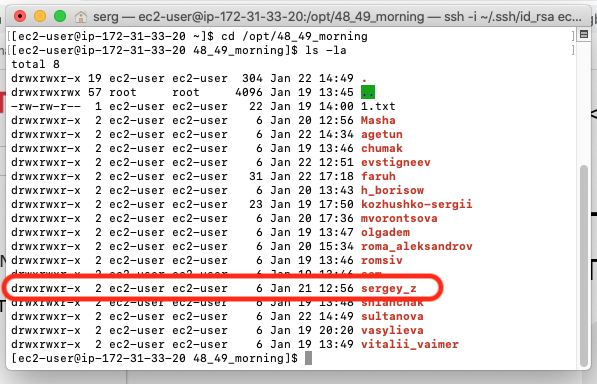 serg — ec2-user@ip-172-31-33-20:/opt/48_49_morning — ssh -i ~/.ssh/id_rsa ec...
[[ec2-user@ip-172-31-33-20 ~]$ cd /opt/48_49_morning ]
[[ec2-user@ip-172-31-33-20 48_49_morning]$ ls -la ]
total 8
drwxrwxr-x 19 ec2-user ec2-user 304 Jan 22 14:49 .
drwxrwxrwx 57 root root 4096 Jan 19 13:45 ..
-rw-rw-r-- 1 ec2-user ec2-user 22 Jan 19 14:00 1.txt
drwxrwxr-x 2 ec2-user ec2-user 6 Jan 20 12:56 Masha
drwxrwxr-x 2 ec2-user ec2-user 6 Jan 22 14:34 agetun
drwxrwxr-x 2 ec2-user ec2-user 6 Jan 19 13:46 chumak
drwxrwxr-x 2 ec2-user ec2-user 6 Jan 22 12:51 evstigneev
drwxrwxr-x 2 ec2-user ec2-user 31 Jan 22 17:18 faruh
drwxrwxr-x 2 ec2-user ec2-user 6 Jan 20 13:43 h_borisow
drwxrwxr-x 2 ec2-user ec2-user 23 Jan 19 17:50 kozhushko-sergii
drwxrwxr-x 2 ec2-user ec2-user 6 Jan 20 17:36 mvorontsova
drwxrwxr-x 2 ec2-user ec2-user 6 Jan 19 13:47 olgadem
drwxrwxr-x 2 ec2-user ec2-user 6 Jan 20 15:34 roma_aleksandrov
drwxrwxr-x 2 ec2-user ec2-user 6 Jan 19 13:46 romsiv
drwxrwxr-x 2 ec2-user ec2-user 6 Jan 19 13:46
drwxrwxr-x 2 ec2-user ec2-user 6 Jan 21 12:56 sergey_z
drwxrwxr-x 2 ec2-user ec2-user 6 Jan 19 13:48
drwxrwxr-x 2 ec2-user ec2-user 6 Jan 22 14:49 sultanova
drwxrwxr-x 2 ec2-user ec2-user 6 Jan 19 20:20 vasylieva
drwxrwxr-x 2 ec2-user ec2-user 6 Jan 19 13:49 vitalii_vaimer
[ec2-user@ip-172-31-33-20 48_49_morning]$